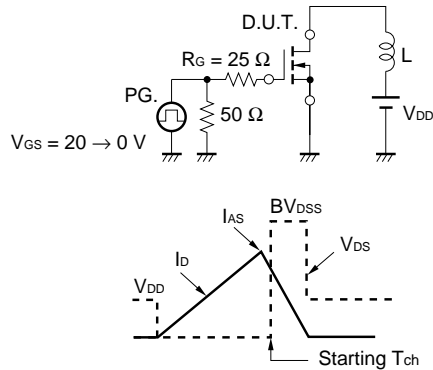 D.U.T.
RG = 25 Ω
L
PG.
50 Ω
VDD
VGS = 20 → 0 V
BVDSS
IAS
VDS
ID
VDD
Starting Tch